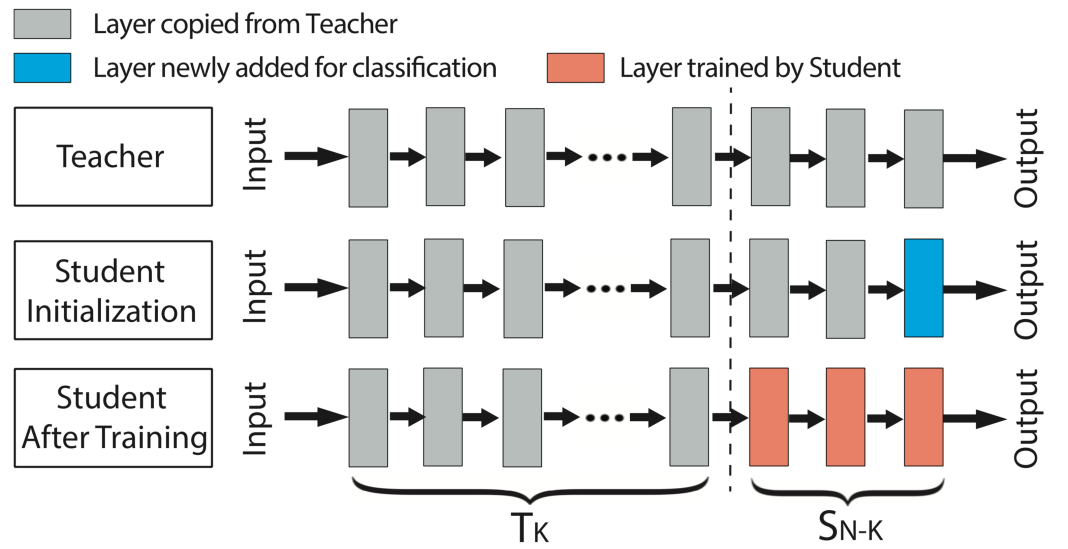 Layer copied from Teacher
Layer newly added for classification
Layer trained by Student
Teacher
Input
Output
Student
Initialization
Input
Output
Student
After Training
Input
Output
TK
SN-K